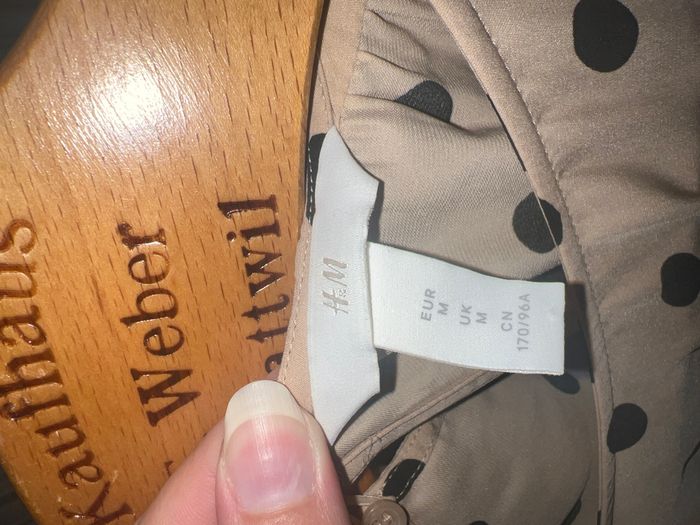 Kaufhaus
Weber
attwil
H&M
EUR
M
UK
M
CN
170/96A